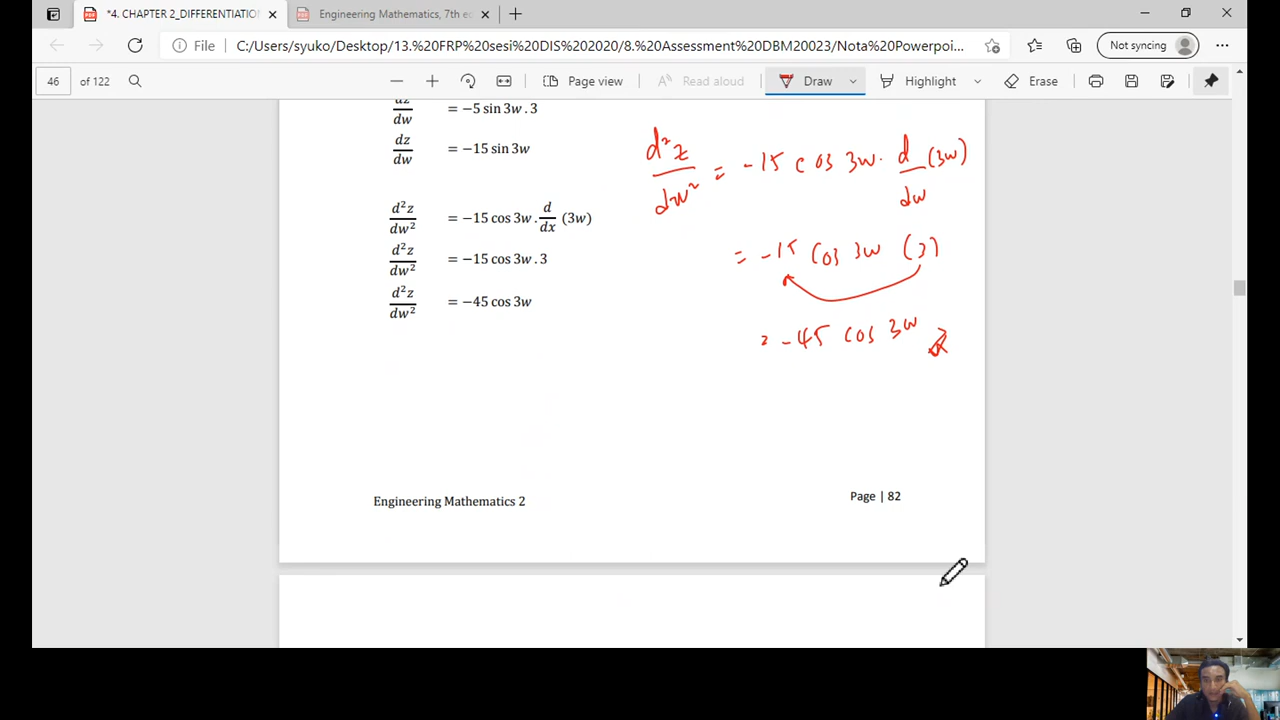 *4. CHAPTER 2_DIFFERENTIATIO
Engineering Mathematics, 7th ed
File C:/Users/syuko/Desktop/13.%20FRP%20sesi%20DIS%202020/8.%20Assessment%20DBM20023/Nota%20Powerpoi... Not syncing
46 of 122 Page view Read aloud Draw Highlight Erase
dz/dw = −5 sin 3w . 3
dz/dw = −15 sin 3w
d²z/dw² = −15 cos 3w . d/dx (3w)
d²z/dw² = −15 cos 3w . 3
d²z/dw² = −45 cos 3w
d²z/dw² = -15 cos 3w . d/dw (3w)
= -15 cos 3w (3)
= -45 cos 3w
Engineering Mathematics 2
Page | 82